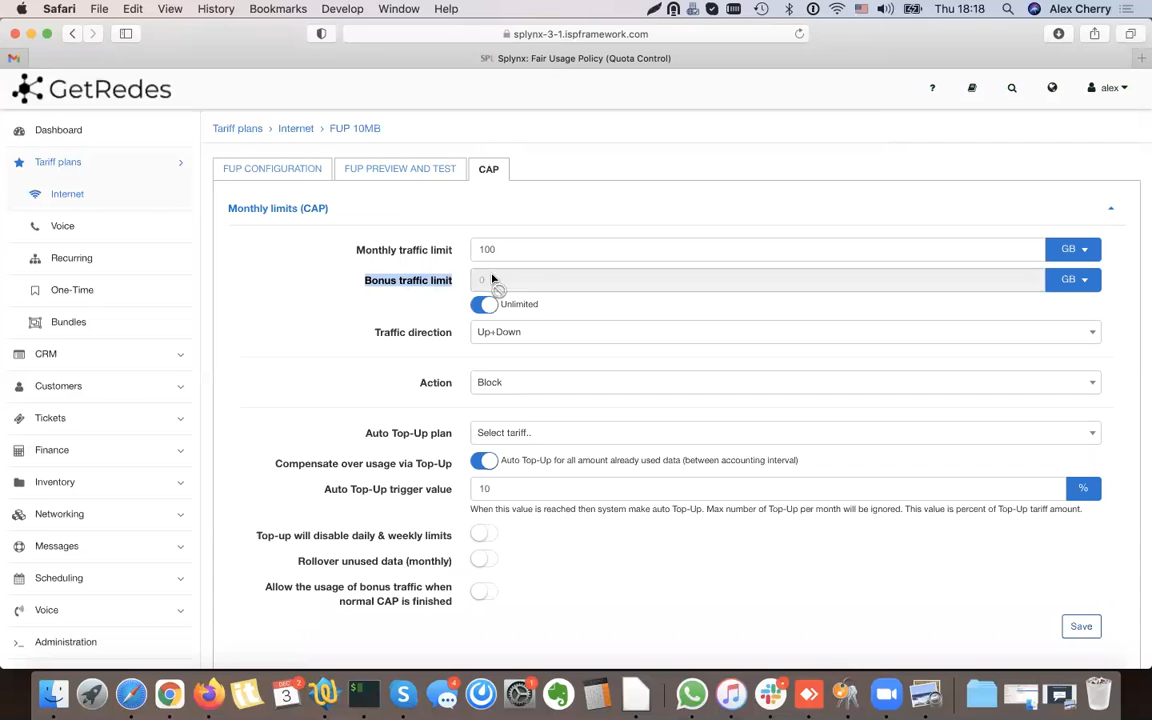 Safari File Edit View History Bookmarks Develop Window Help Thu 18:18 Alex Cherry
splynx-3-1.ispframework.com
SPL Splynx: Fair Usage Policy (Quota Control)
GetRedes ? alex
Dashboard
Tariff plans
Internet
Voice
Recurring
One-Time
Bundles
CRM
Customers
Tickets
Finance
Inventory
Networking
Messages
Scheduling
Voice
Administration
Tariff plans > Internet > FUP 10MB
FUP CONFIGURATION FUP PREVIEW AND TEST CAP
Monthly limits (CAP)
Monthly traffic limit 100 GB
Bonus traffic limit 0 GB
Unlimited
Traffic direction Up+Down
Action Block
Auto Top-Up plan Select tariff..
Compensate over usage via Top-Up Auto Top-Up for all amount already used data (between accounting interval)
Auto Top-Up trigger value 10 %
When this value is reached then system make auto Top-Up. Max number of Top-Up per month will be ignored. This value is percent of Top-Up tariff amount.
Top-up will disable daily & weekly limits
Rollover unused data (monthly)
Allow the usage of bonus traffic when
normal CAP is finished
Save
DEC 2
3
4
1